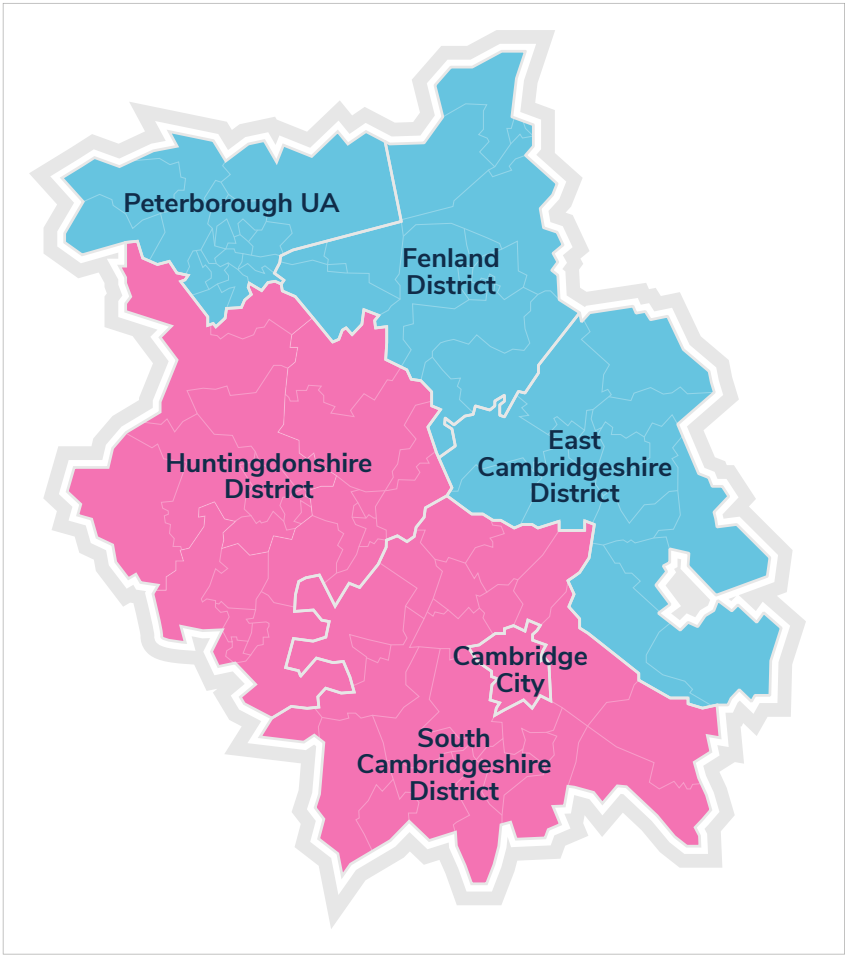 Peterborough UA
Fenland
District
East
Cambridgeshire
District
Huntingdonshire
District
Cambridge
City
South
Cambridgeshire
District